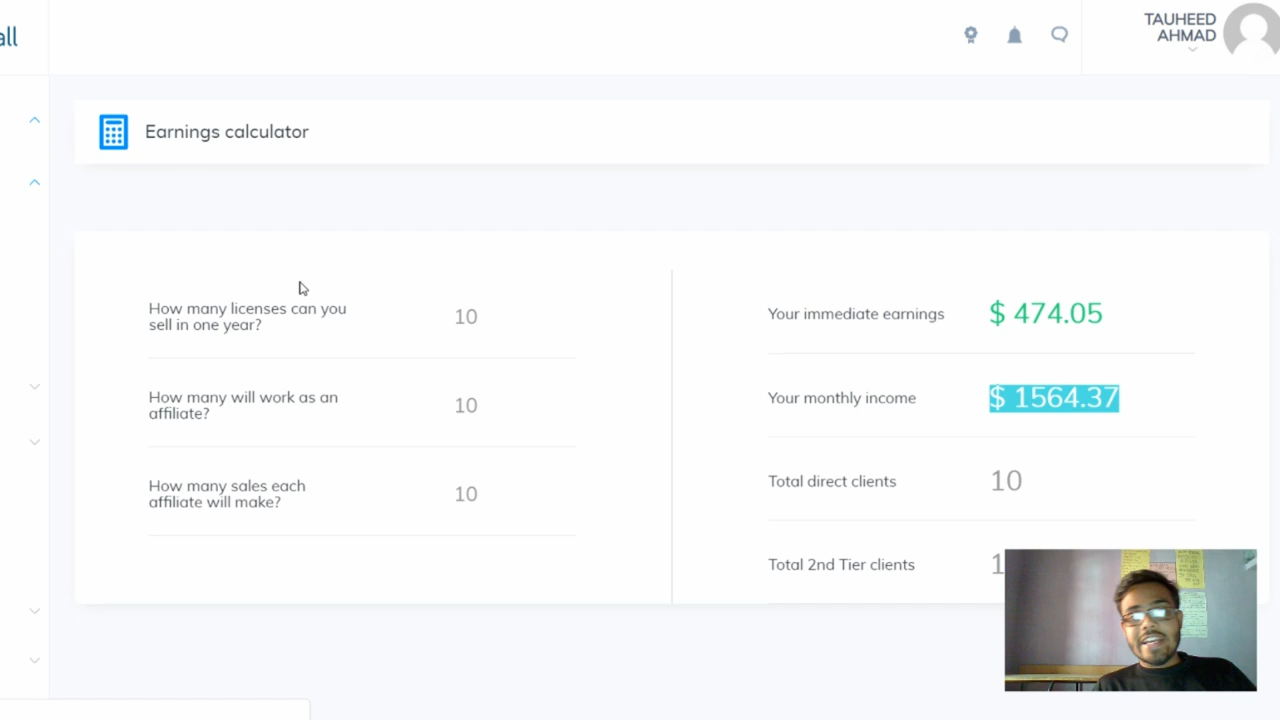 all
TAUHEED
AHMAD
Earnings calculator
How many licenses can you
sell in one year?
10
How many will work as an
affiliate?
10
How many sales each
affiliate will make?
10
Your immediate earnings
$ 474.05
Your monthly income
$ 1564.37
Total direct clients
10
Total 2nd Tier clients
1